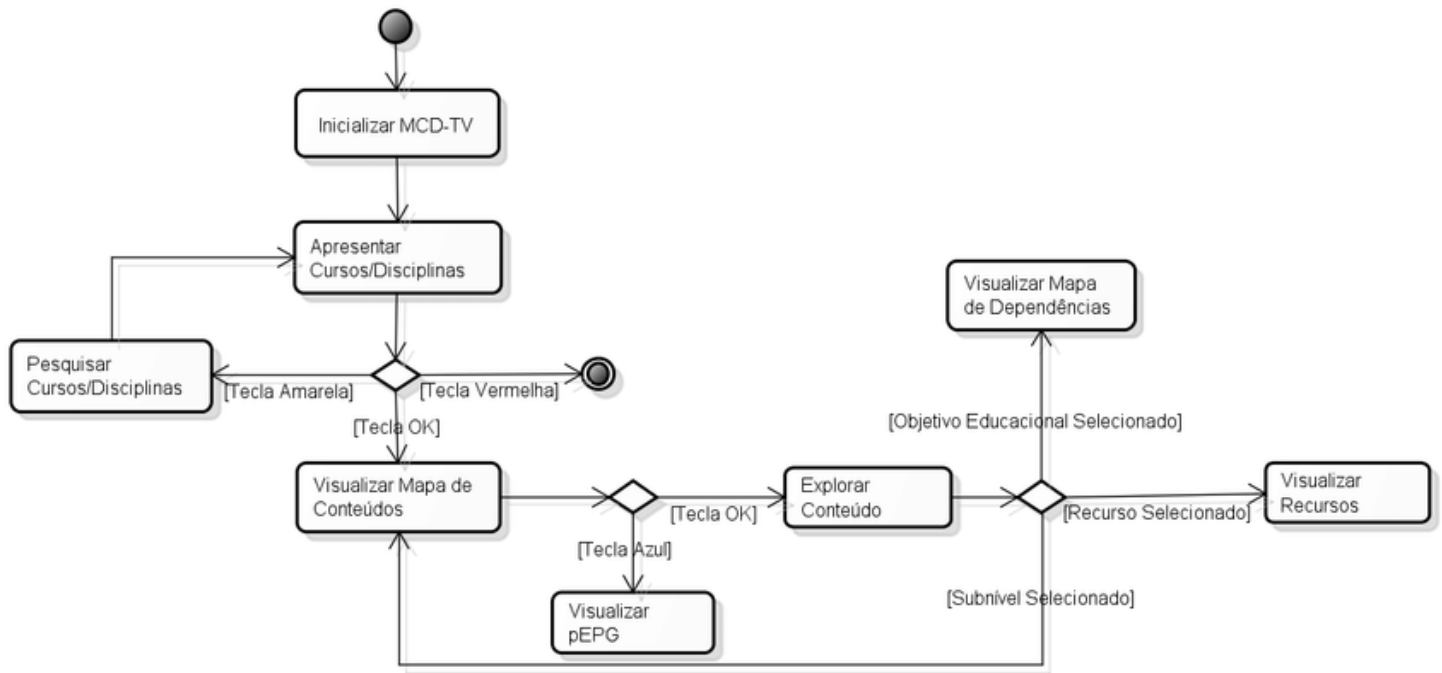 Inicializar MCD-TV
Apresentar
Cursos/Disciplinas
Visualizar Mapa
de Dependências
Pesquisar
Cursos/Disciplinas
[Tecla Amarela]
[Tecla Vermelha]
[Tecla OK]
[Objetivo Educacional Selecionado]
Visualizar Mapa de
Conteúdos
[Tecla OK]
Explorar
Conteúdo
[Recurso Selecionado]
Visualizar
Recursos
[Tecla Azul]
Visualizar
pEPG
[Subnível Selecionado]